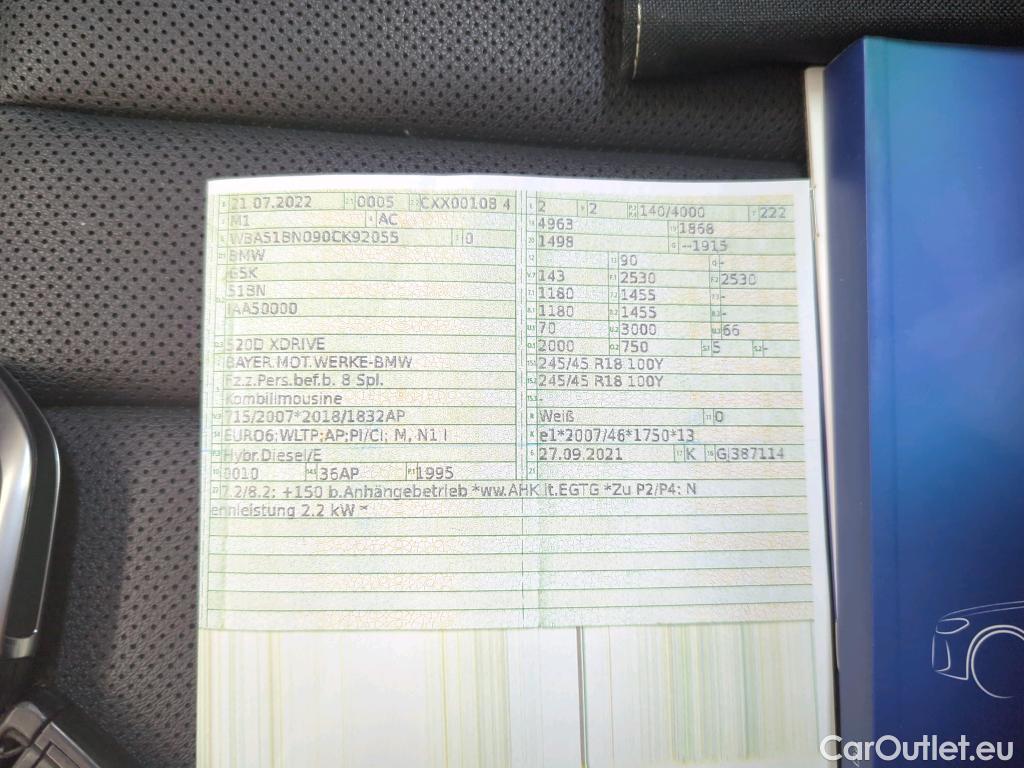 21 07.2022 0005 CXX00108 4
M1 AC
WBA51BN090CK92055 0
BMW
G5K
51BN
IAA50000
520D XDRIVE
BAYER.MOT.WERKE-BMW
Fz.z.Pers.bef.b. 8 Spl.
Kombilimousine
715/2007*2018/1832AP
EURO6;WLTP;AP;PI/CI; M, N1 I
Hybr.Diesel/E
0010 36AP 1995
7.2/8.2: +150 b.Anhängebetrieb *ww.AHK lt.EGTG *Zu P2/P4: N
ennleistung 2.2 kW *
2 2 140/4000 222
4963 1868
1498 --1915
90 -
143 2530 2530
1180 1455 -
1180 1455 -
70 3000 66
2000 750 5 -
245/45 R18 100Y
245/45 R18 100Y
-
Weiß 0
e1*2007/46*1750*13
27.09.2021 K G 387114
CarOutlet.eu